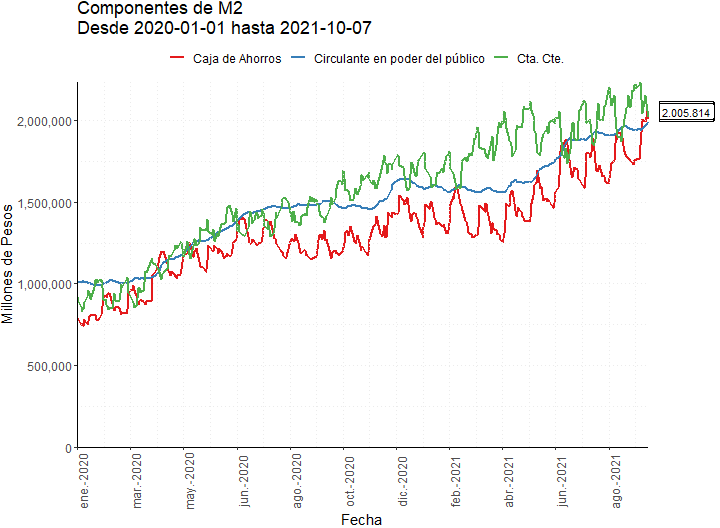 Componentes de M2
Desde 2020-01-01 hasta 2021-10-07
Caja de Ahorros Circulante en poder del público Cta. Cte.
Millones de Pesos
2,000,000
1,500,000
1,000,000
500,000
0
2.005.814
ene.-2020
mar.-2020
may.-2020
jun.-2020
ago.-2020
oct.-2020
dic.-2020
feb.-2021
abr.-2021
jun.-2021
ago.-2021
Fecha